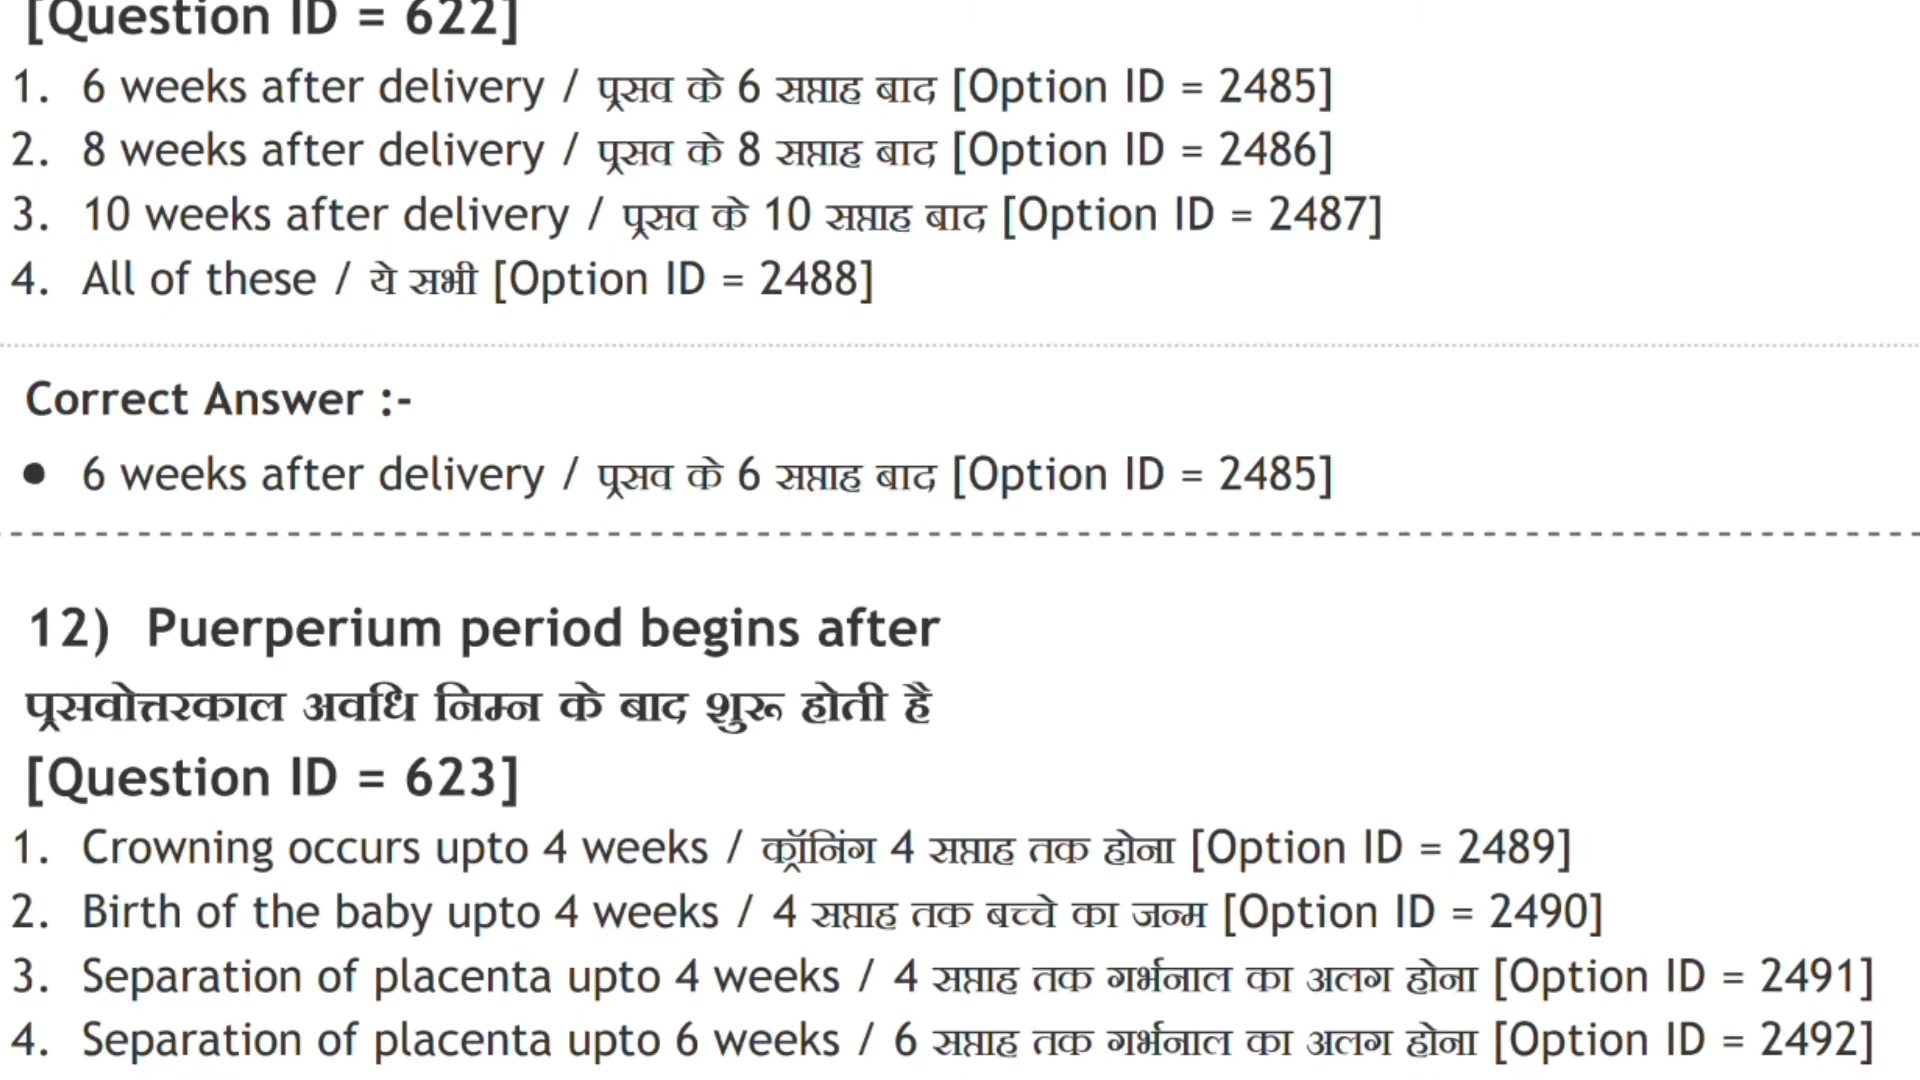 [Question ID = 622]
1. 6 weeks after delivery / प्रसव के 6 सप्ताह बाद [Option ID = 2485]
2. 8 weeks after delivery / प्रसव के 8 सप्ताह बाद [Option ID = 2486]
3. 10 weeks after delivery / प्रसव के 10 सप्ताह बाद [Option ID = 2487]
4. All of these / ये सभी [Option ID = 2488]
Correct Answer :-
• 6 weeks after delivery / प्रसव के 6 सप्ताह बाद [Option ID = 2485]
12) Puerperium period begins after
प्रसवोत्तरकाल अवधि निम्न के बाद शुरू होती है
[Question ID = 623]
1. Crowning occurs upto 4 weeks / क्रॉनिंग 4 सप्ताह तक होना [Option ID = 2489]
2. Birth of the baby upto 4 weeks / 4 सप्ताह तक बच्चे का जन्म [Option ID = 2490]
3. Separation of placenta upto 4 weeks / 4 सप्ताह तक गर्भनाल का अलग होना [Option ID = 2491]
4. Separation of placenta upto 6 weeks / 6 सप्ताह तक गर्भनाल का अलग होना [Option ID = 2492]